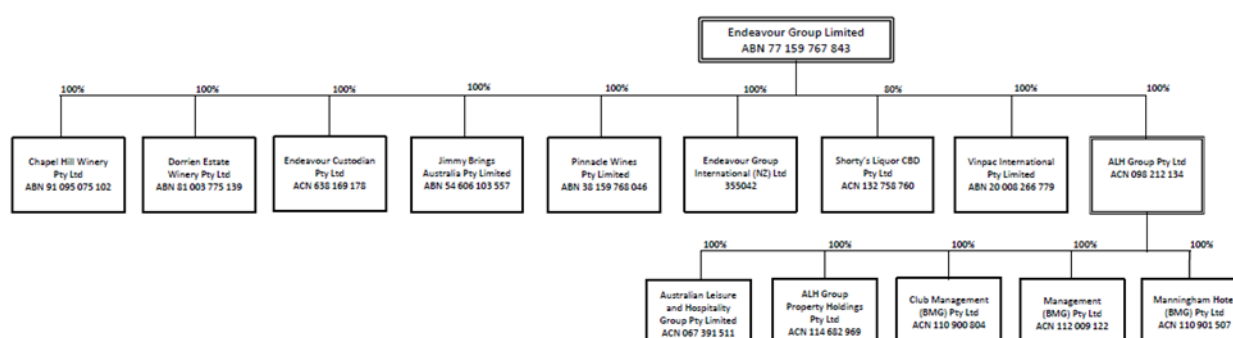 Endeavour Group Limited
ABN 77 159 767 843
100%
100%
100%
100%
100%
100%
80%
100%
100%
Chapel Hill Winery
Pty Ltd
ABN 91 095 075 102
Dorrien Estate
Winery Pty Ltd
ABN 81 003 775 139
Endeavour Custodian
Pty Ltd
ACN 638 169 178
Jimmy Brings
Australia Pty Limited
ABN 54 606 103 557
Pinnacle Wines
Pty Limited
ABN 38 159 768 046
Endeavour Group
International (NZ) Ltd
355042
Shorty's Liquor CBD
Pty Ltd
ACN 132 758 760
Vinpac International
Pty Limited
ABN 20 008 266 779
ALH Group Pty Ltd
ACN 098 212 134
100%
100%
100%
100%
100%
Australian Leisure
and Hospitality
Group Pty Limited
ACN 067 391 511
ALH Group
Property Holdings
Pty Ltd
ACN 114 682 969
Club Management
(BMG) Pty Ltd
ACN 110 900 804
Management
(BMG) Pty Ltd
ACN 112 009 122
Manningham Hote
(BMG) Pty Ltd
ACN 110 901 507